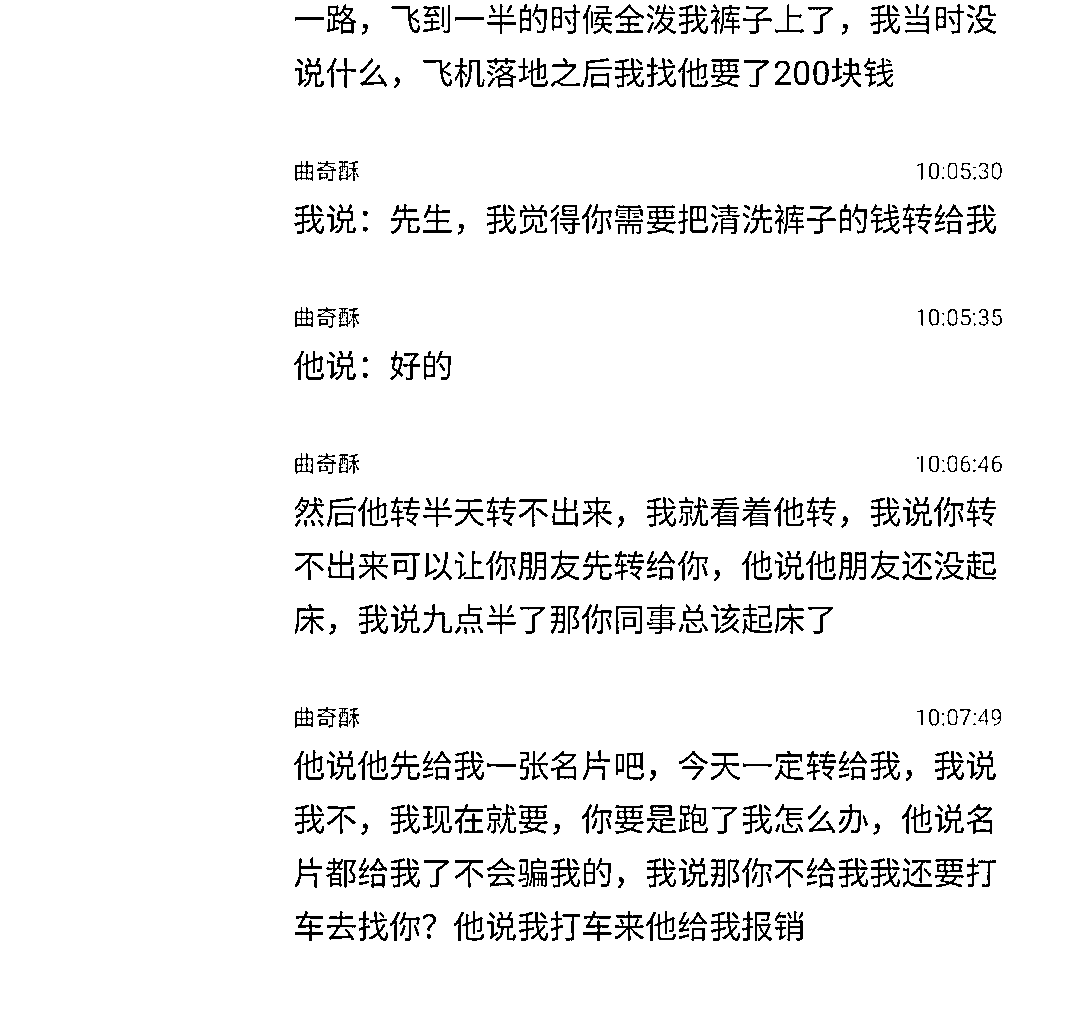 一路，飞到一半的时候全泼我裤子上了，我当时没
说什么，飞机落地之后我找他要了200块钱
曲奇酥 10:05:30
我说：先生，我觉得你需要把清洗裤子的钱转给我
曲奇酥 10:05:35
他说：好的
曲奇酥 10:06:46
然后他转半天转不出来，我就看着他转，我说你转
不出来可以让你朋友先转给你，他说他朋友还没起
床，我说九点半了那你同事总该起床了
曲奇酥 10:07:49
他说他先给我一张名片吧，今天一定转给我，我说
我不，我现在就要，你要是跑了我怎么办，他说名
片都给我了不会骗我的，我说那你不给我我还要打
车去找你？他说我打车来他给我报销